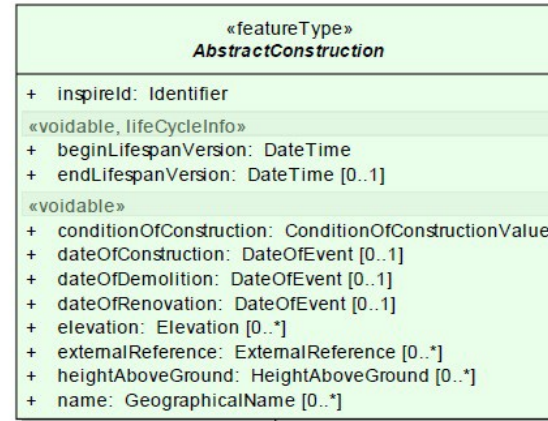 «featureType»
AbstractConstruction
+ inspireId: Identifier
«voidable, lifeCycleInfo»
+ beginLifespanVersion: DateTime
+ endLifespanVersion: DateTime [0..1]
«voidable»
+ conditionOfConstruction: ConditionOfConstructionValue
+ dateOfConstruction: DateOfEvent [0..1]
+ dateOfDemolition: DateOfEvent [0..1]
+ dateOfRenovation: DateOfEvent [0..1]
+ elevation: Elevation [0..*]
+ externalReference: ExternalReference [0..*]
+ heightAboveGround: HeightAboveGround [0..*]
+ name: GeographicalName [0..*]